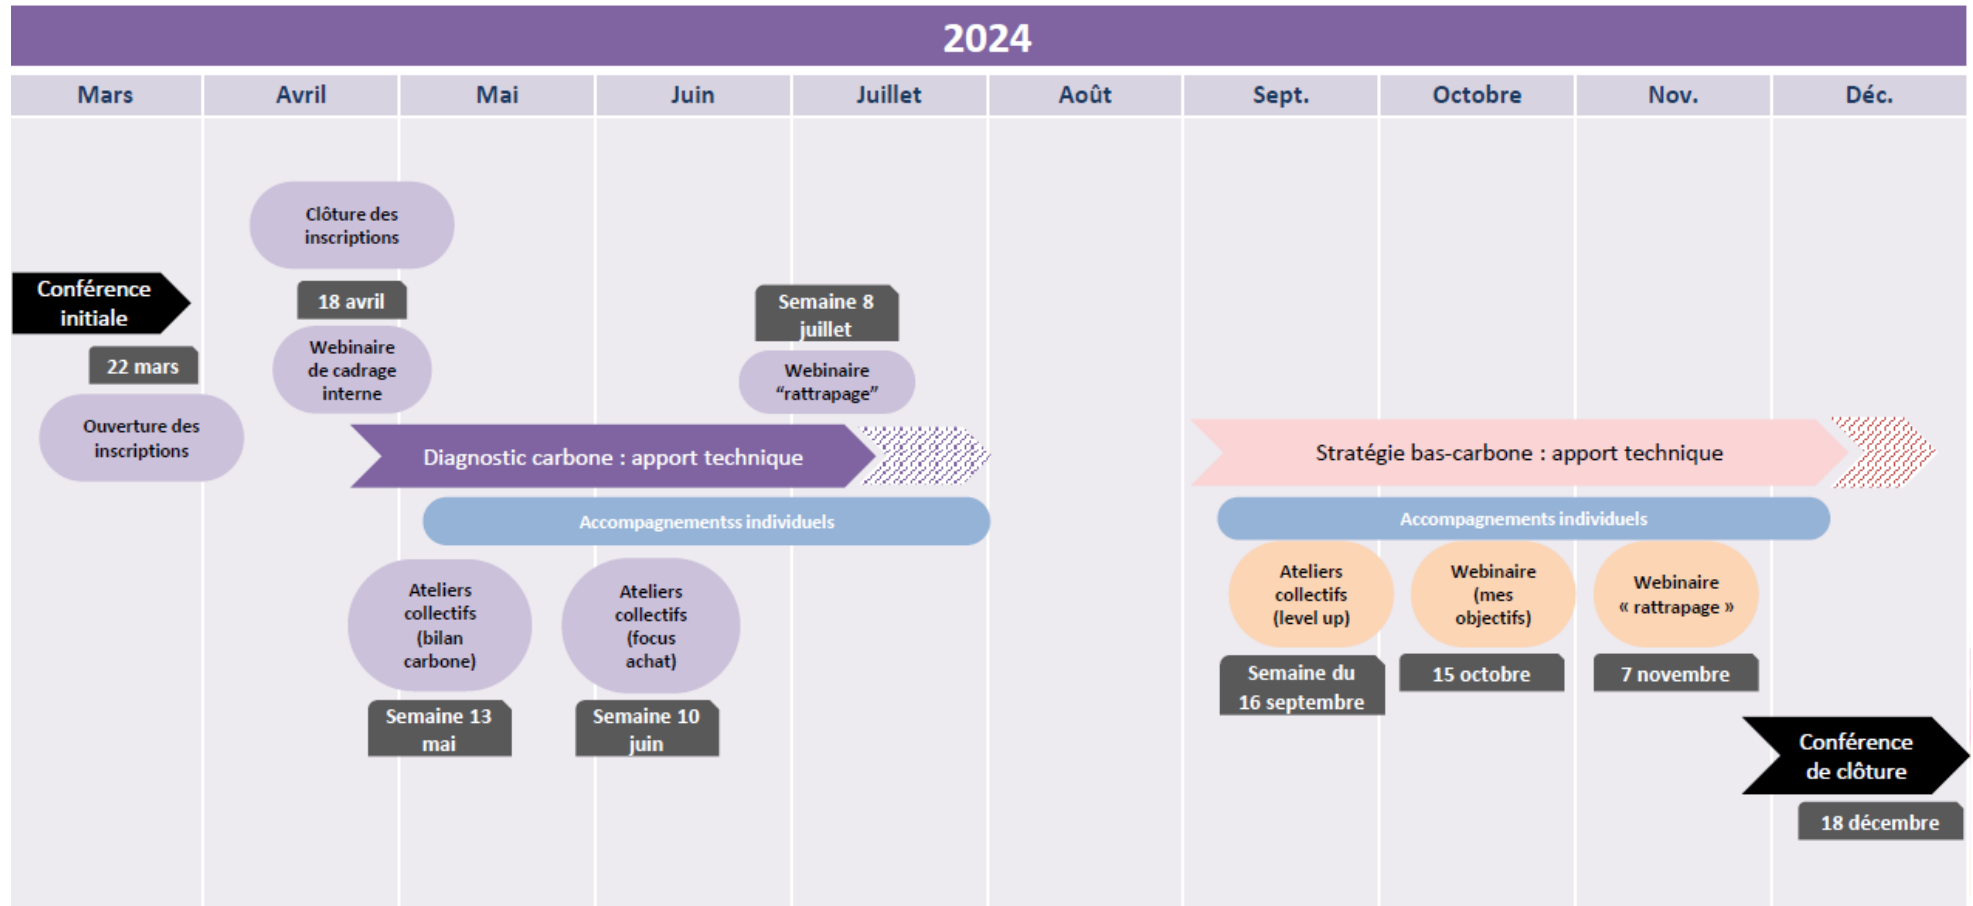 2024
Mars
Avril
Mai
Juin
Juillet
Août
Sept.
Octobre
Nov.
Déc.
Conférence
initiale
22 mars
Ouverture des
inscriptions
Clôture des
inscriptions
18 avril
Webinaire
de cadrage
interne
Semaine 8
juillet
Webinaire
“rattrapage”
Diagnostic carbone : apport technique
Accompagnementss individuels
Ateliers
collectifs
(bilan
carbone)
Semaine 13
mai
Ateliers
collectifs
(focus
achat)
Semaine 10
juin
Stratégie bas-carbone : apport technique
Accompagnements individuels
Ateliers
collectifs
(level up)
Semaine du
16 septembre
Webinaire
(mes
objectifs)
15 octobre
Webinaire
« rattrapage »
7 novembre
Conférence
de clôture
18 décembre